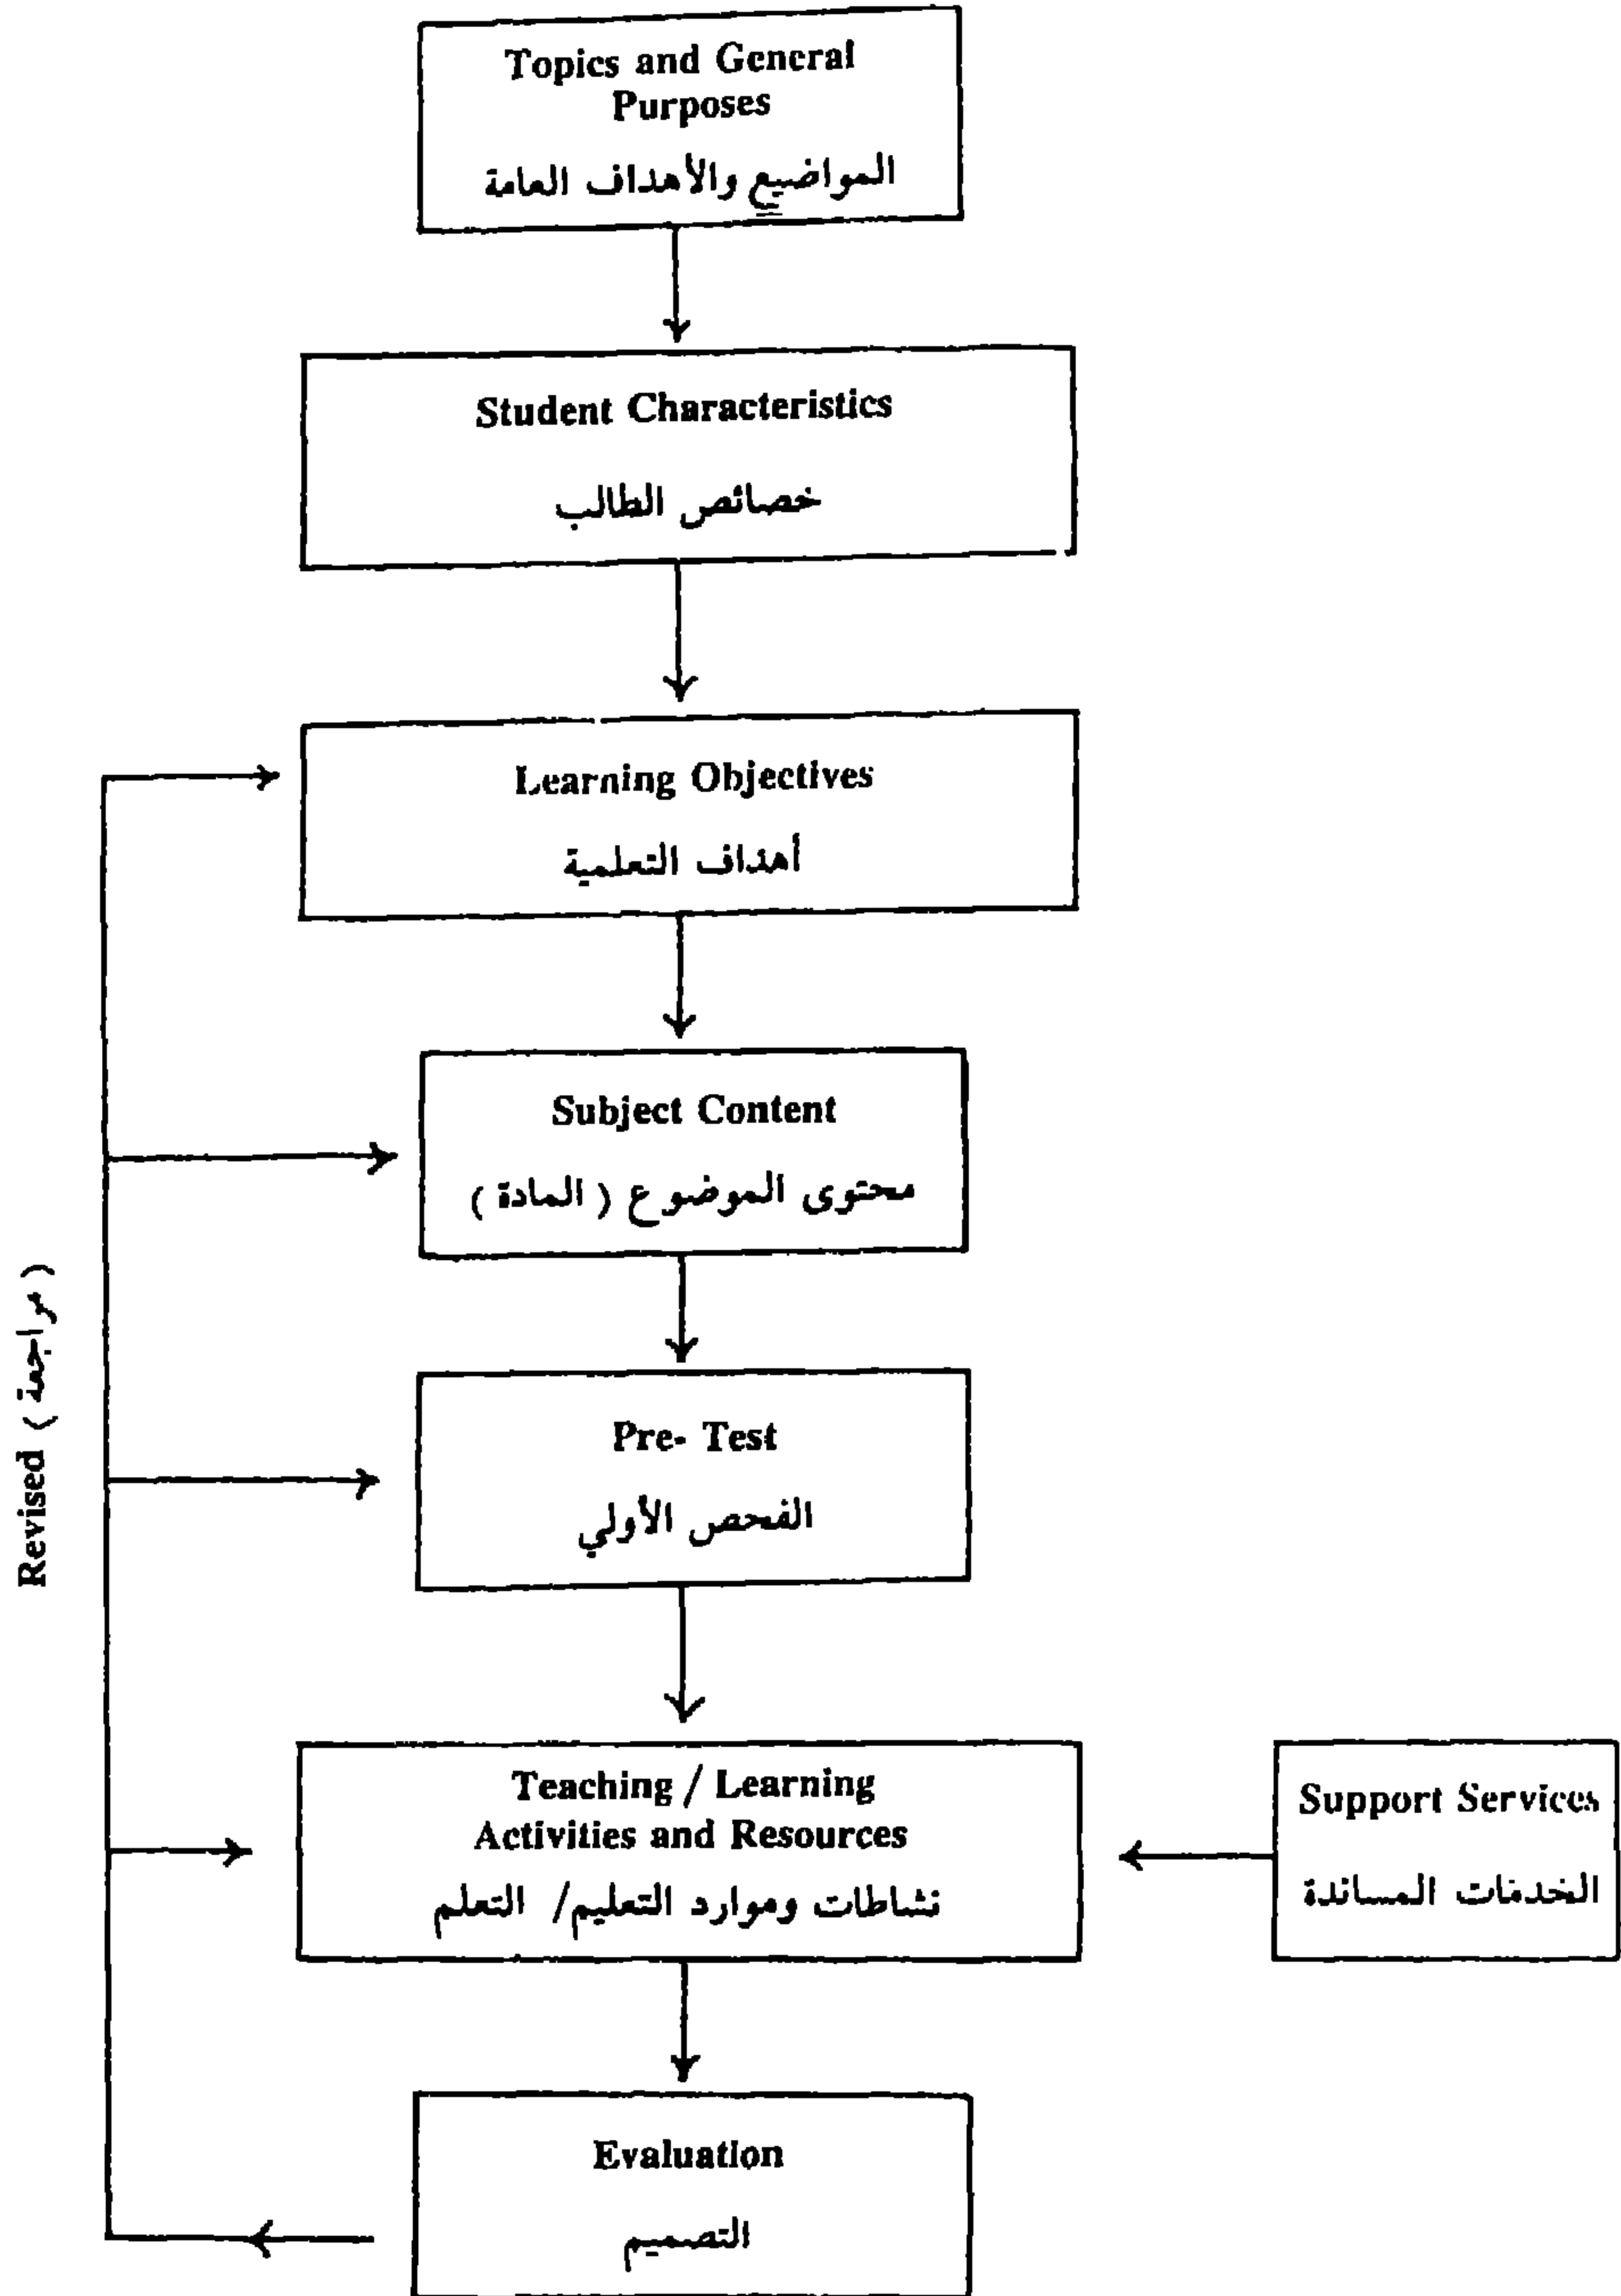 Topics and General
Purposes
المواضيع والأهداف العامة
Student Characteristics
خصائص الطالب
Learning Objectives
أهداف التعلمية
Subject Content
محتوى الموضوع ( المادة )
Pre- Test
الفحص الأولي
Teaching / Learning
Activities and Resources
نشاطات وموارد التعليم/ التعلم
Support Services
الخدمات المساندة
Evaluation
التصميم
Revised ( مراجعة )